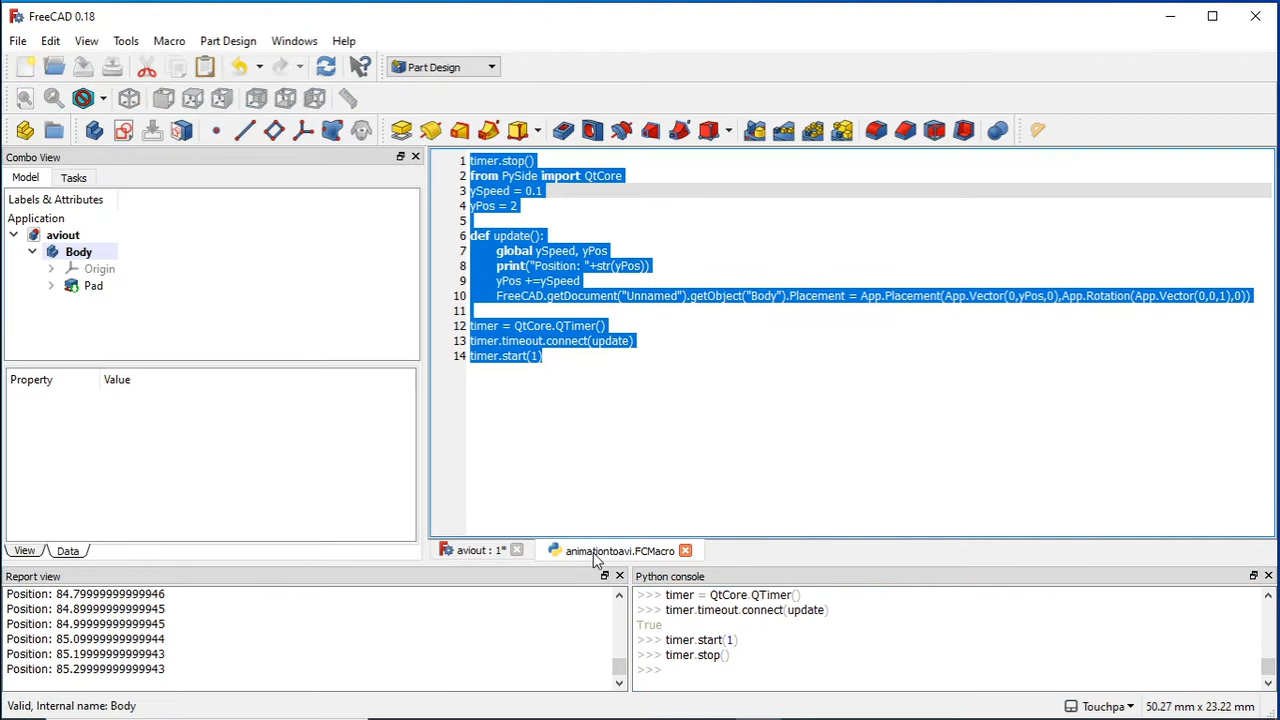 FreeCAD 0.18
File Edit View Tools Macro Part Design Windows Help
Part Design
Combo View
Model Tasks
Labels & Attributes
Application
aviout
Body
Origin
Pad
Property Value
View Data
1 timer.stop()
2 from PySide import QtCore
3 ySpeed = 0.1
4 yPos = 2
5
6 def update():
7 global ySpeed, yPos
8 print("Position: "+str(yPos))
9 yPos +=ySpeed
10 FreeCAD.getDocument("Unnamed").getObject("Body").Placement = App.Placement(App.Vector(0,yPos,0),App.Rotation(App.Vector(0,0,1),0))
11
12 timer = QtCore.QTimer()
13 timer.timeout.connect(update)
14 timer.start(1)
aviout : 1* animationtoavi.FCMacro
Report view
Position: 84.79999999999946
Position: 84.89999999999945
Position: 84.99999999999945
Position: 85.09999999999944
Position: 85.19999999999943
Position: 85.29999999999943
Python console
>>> timer = QtCore.QTimer()
>>> timer.timeout.connect(update)
True
>>> timer.start(1)
>>> timer.stop()
>>>
Valid, Internal name: Body
Touchpa 50.27 mm x 23.22 mm